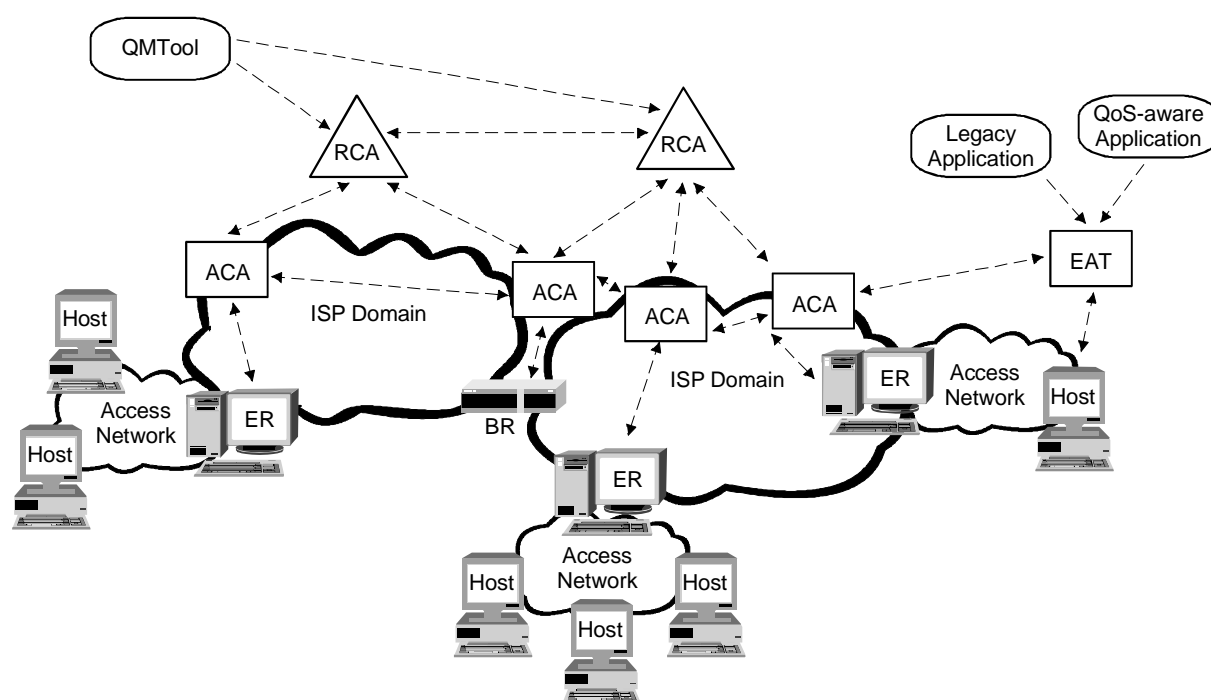 QMTool
QoS-aware
Application
Legacy
Application
RCA
RCA
ACA
ACA
ACA
ACA
EAT
ISP Domain
ISP Domain
Host
Host
Access
Network
ER
BR
ER
Access
Network
Host
ER
Access
Network
Host
Host
Host